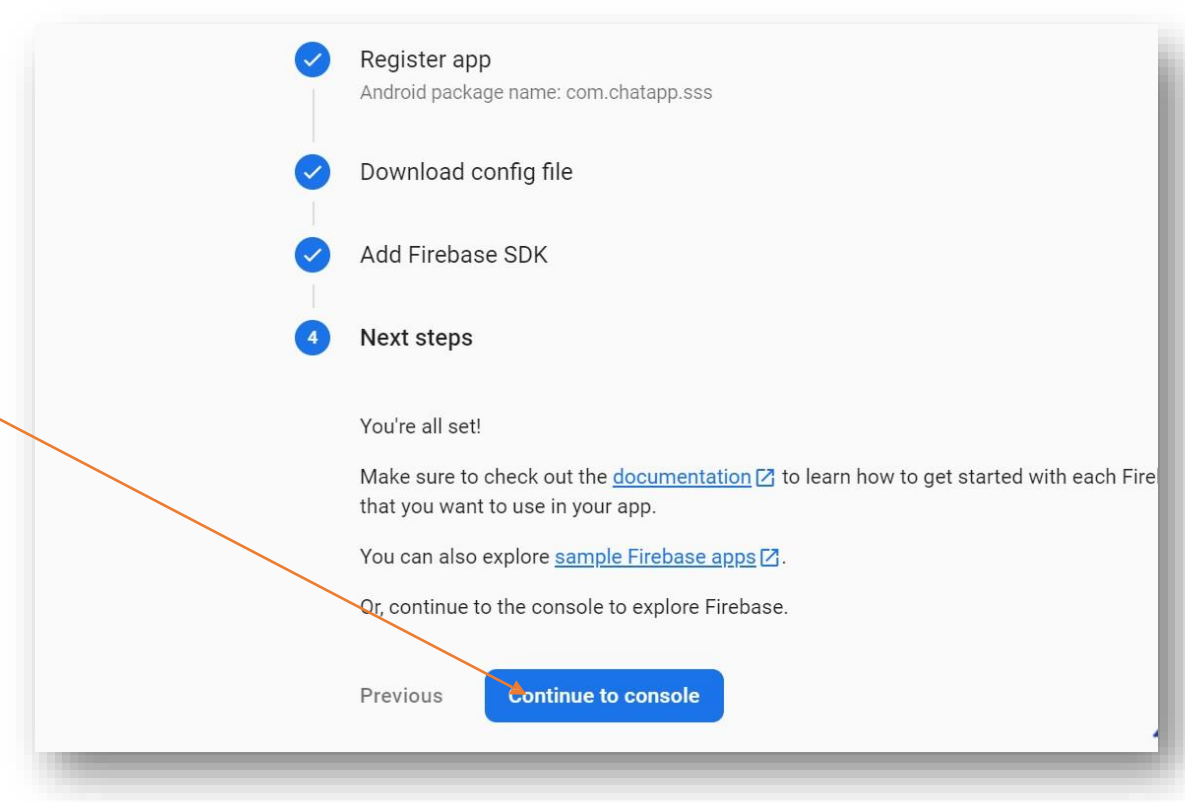 Register app
Android package name: com.chatapp.sss
Download config file
Add Firebase SDK
4
Next steps
You're all set!
Make sure to check out the documentation to learn how to get started with each
that you want to use in your app.
You can also explore sample Firebase apps.
Or, continue to the console to explore Firebase.
Previous
Continue to console